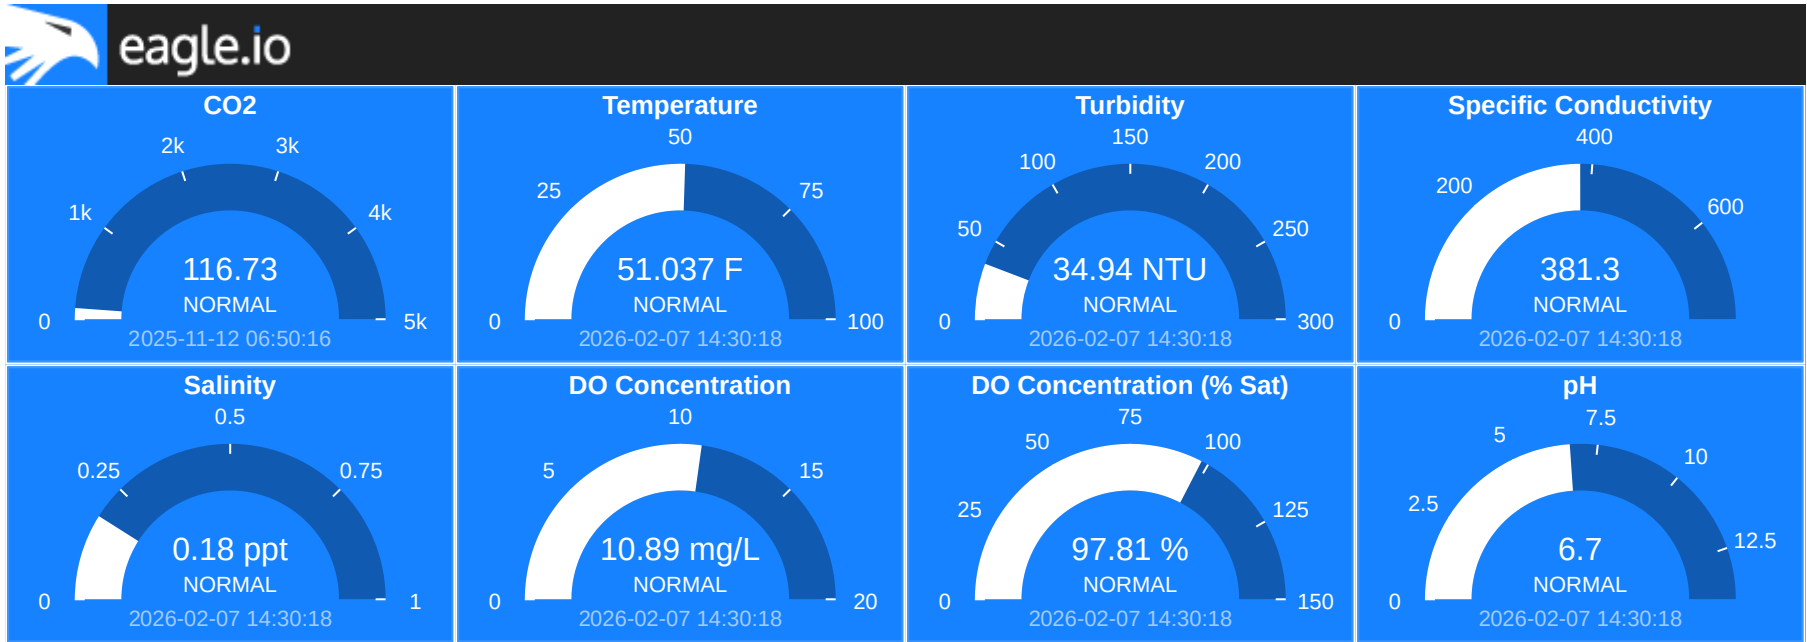 eagle.io
CO2
0
1k
2k
3k
4k
5k
116.73
NORMAL
2025-11-12 06:50:16
Temperature
0
25
50
75
100
51.037 F
NORMAL
2026-02-07 14:30:18
Turbidity
0
50
100
150
200
250
300
34.94 NTU
NORMAL
2026-02-07 14:30:18
Specific Conductivity
0
200
400
600
381.3
NORMAL
2026-02-07 14:30:18
Salinity
0
0.25
0.5
0.75
1
0.18 ppt
NORMAL
2026-02-07 14:30:18
DO Concentration
0
5
10
15
20
10.89 mg/L
NORMAL
2026-02-07 14:30:18
DO Concentration (% Sat)
0
25
50
75
100
125
150
97.81 %
NORMAL
2026-02-07 14:30:18
pH
0
2.5
5
7.5
10
12.5
6.7
NORMAL
2026-02-07 14:30:18